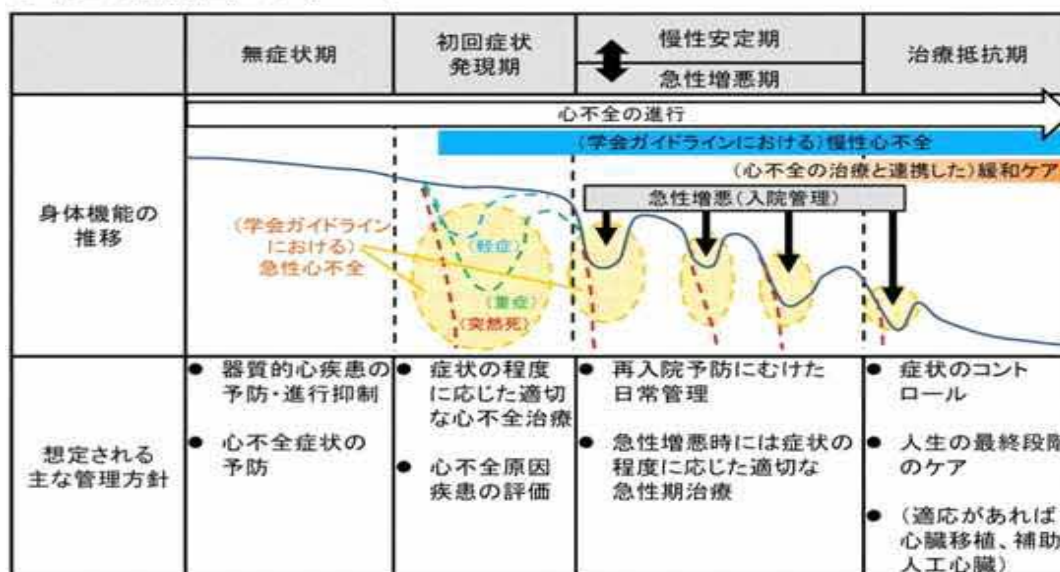 無症状期
初回症状
発現期
慢性安定期
急性増悪期
治療抵抗期
身体機能の
推移
心不全の進行
(学会ガイドラインにおける)慢性心不全
(心不全の治療と連携した)緩和ケア
急性増悪(入院管理)
(学会ガイドライン
における)
急性心不全
(軽症)
(重症)
(突然死)
想定される
主な管理方針
● 器質的心疾患の
予防・進行抑制
● 心不全症状の
予防
● 症状の程度
に応じた適切
な心不全治療
● 心不全原因
疾患の評価
● 再入院予防にむけた
日常管理
● 急性増悪時には症状の
程度に応じた適切な
急性期治療
● 症状のコント
ロール
● 人生の最終段階
のケア
● (適応があれば
心臓移植、補助
人工心臓)